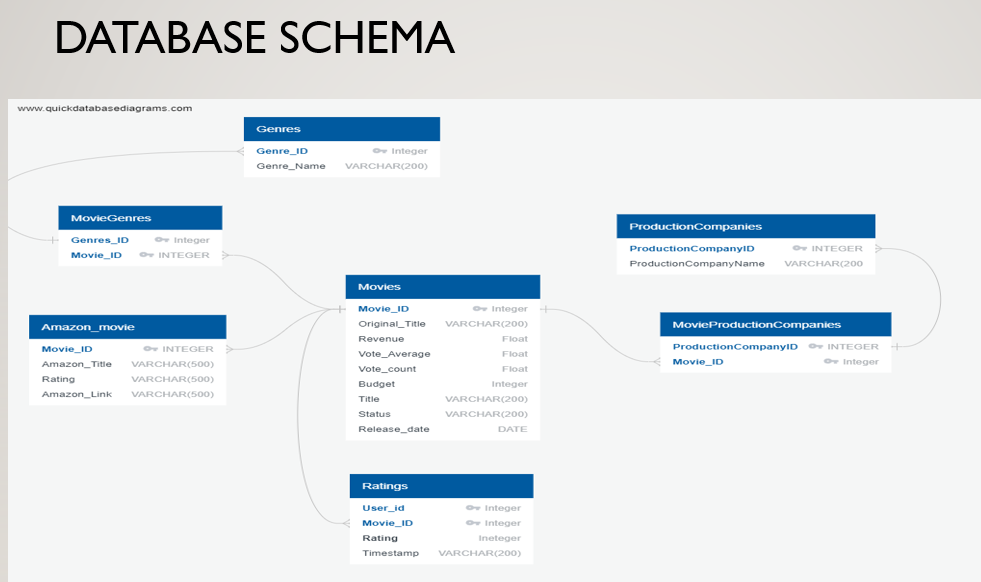 DATABASE SCHEMA
www.quickdatabasediagrams.com
Genres
Genre_ID Integer
Genre_Name VARCHAR(200)
MovieGenres
Genres_ID Integer
Movie_ID INTEGER
ProductionCompanies
ProductionCompanyID INTEGER
ProductionCompanyName VARCHAR(200
Movies
Movie_ID Integer
Original_Title VARCHAR(200)
Revenue Float
Vote_Average Float
Vote_count Float
Budget Integer
Title VARCHAR(200)
Status VARCHAR(200)
Release_date DATE
Amazon_movie
Movie_ID INTEGER
Amazon_Title VARCHAR(500)
Rating VARCHAR(500)
Amazon_Link VARCHAR(500)
MovieProductionCompanies
ProductionCompanyID INTEGER
Movie_ID Integer
Ratings
User_id Integer
Movie_ID Integer
Rating Ineteger
Timestamp VARCHAR(200)